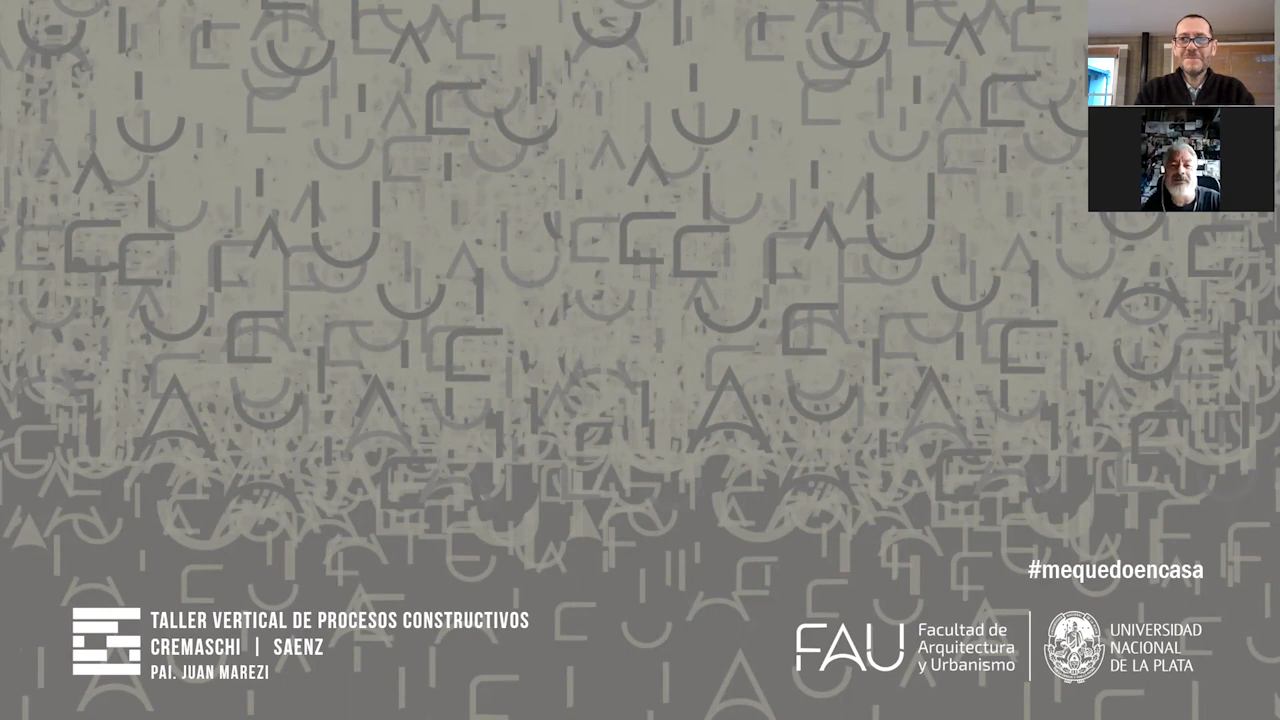 #mequedoencasa
TALLER VERTICAL DE PROCESOS CONSTRUCTIVOS
CREMASCHI | SAENZ
PAI. JUAN MAREZI
FAU
Facultad de
Arquitectura
y Urbanismo
UNIVERSIDAD
NACIONAL
DE LA PLATA